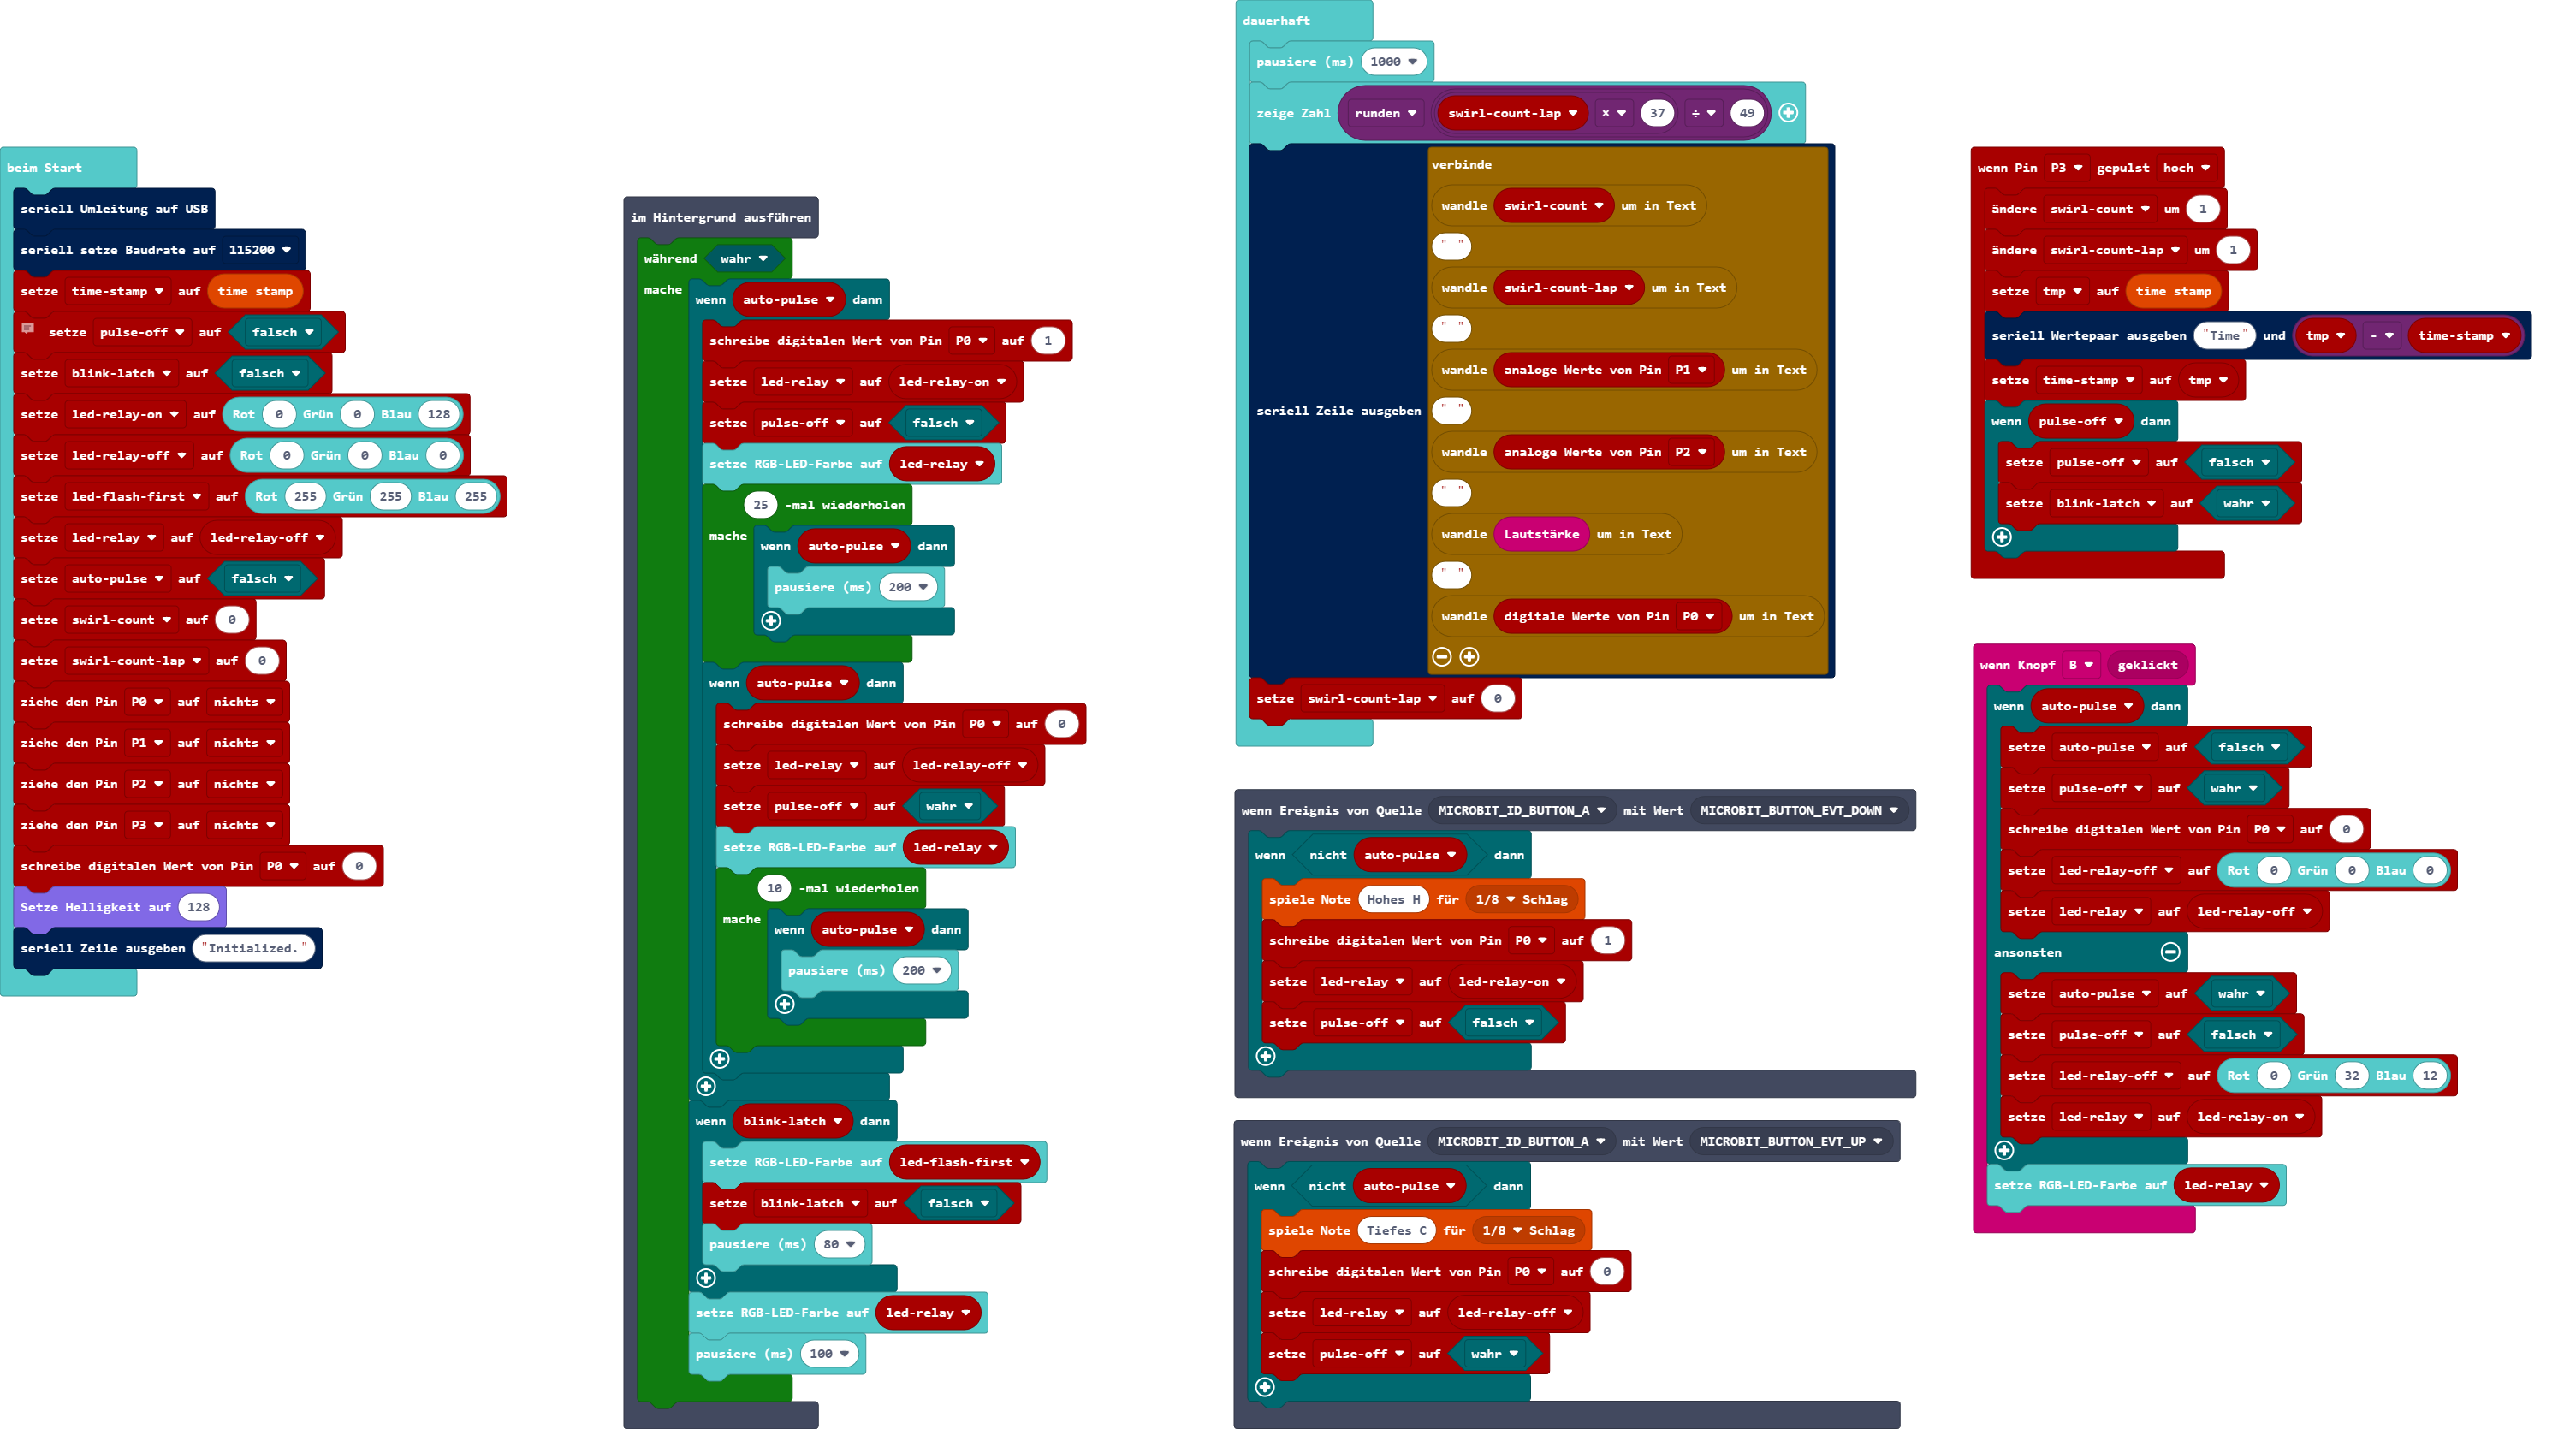 beim Start
seriell Umleitung auf USB
seriell setze Baudrate auf 115200
setze time-stamp auf time stamp
setze pulse-off auf falsch
setze blink-latch auf falsch
setze led-relay-on auf Rot 0 Grün 0 Blau 128
setze led-relay-off auf Rot 0 Grün 0 Blau 0
setze led-flash-first auf Rot 255 Grün 255 Blau 255
setze led-relay auf led-relay-off
setze auto-pulse auf falsch
setze swirl-count auf 0
setze swirl-count-lap auf 0
ziehe den Pin P0 auf nichts
ziehe den Pin P1 auf nichts
ziehe den Pin P2 auf nichts
ziehe den Pin P3 auf nichts
schreibe digitalen Wert von Pin P0 auf 0
Setze Helligkeit auf 128
seriell Zeile ausgeben "Initialized."
im Hintergrund ausführen
während wahr
mache
wenn auto-pulse dann
schreibe digitalen Wert von Pin P0 auf 1
setze led-relay auf led-relay-on
setze pulse-off auf falsch
setze RGB-LED-Farbe auf led-relay
25 -mal wiederholen
mache
wenn auto-pulse dann
pausiere (ms) 200
wenn auto-pulse dann
schreibe digitalen Wert von Pin P0 auf 0
setze led-relay auf led-relay-off
setze pulse-off auf wahr
setze RGB-LED-Farbe auf led-relay
10 -mal wiederholen
mache
wenn auto-pulse dann
pausiere (ms) 200
wenn blink-latch dann
setze RGB-LED-Farbe auf led-flash-first
setze blink-latch auf falsch
pausiere (ms) 80
setze RGB-LED-Farbe auf led-relay
pausiere (ms) 100
dauerhaft
pausiere (ms) 1000
zeige Zahl runden swirl-count-lap × 37 ÷ 49
seriell Zeile ausgeben
verbinde
wandle swirl-count um in Text
" "
wandle swirl-count-lap um in Text
" "
wandle analoge Werte von Pin P1 um in Text
" "
wandle analoge Werte von Pin P2 um in Text
" "
wandle Lautstärke um in Text
" "
wandle digitale Werte von Pin P0 um in Text
setze swirl-count-lap auf 0
wenn Ereignis von Quelle MICROBIT_ID_BUTTON_A mit Wert MICROBIT_BUTTON_EVT_DOWN
wenn nicht auto-pulse dann
spiele Note Hohes H für 1/8 Schlag
schreibe digitalen Wert von Pin P0 auf 1
setze led-relay auf led-relay-on
setze pulse-off auf falsch
wenn Ereignis von Quelle MICROBIT_ID_BUTTON_A mit Wert MICROBIT_BUTTON_EVT_UP
wenn nicht auto-pulse dann
spiele Note Tiefes C für 1/8 Schlag
schreibe digitalen Wert von Pin P0 auf 0
setze led-relay auf led-relay-off
setze pulse-off auf wahr
wenn Pin P3 gepulst hoch
ändere swirl-count um 1
ändere swirl-count-lap um 1
setze tmp auf time stamp
seriell Wertepaar ausgeben "Time" und tmp - time-stamp
setze time-stamp auf tmp
wenn pulse-off dann
setze pulse-off auf falsch
setze blink-latch auf wahr
wenn Knopf B geklickt
wenn auto-pulse dann
setze auto-pulse auf falsch
setze pulse-off auf wahr
schreibe digitalen Wert von Pin P0 auf 0
setze led-relay-off auf Rot 0 Grün 0 Blau 0
setze led-relay auf led-relay-off
ansonsten
setze auto-pulse auf wahr
setze pulse-off auf falsch
setze led-relay-off auf Rot 0 Grün 32 Blau 12
setze led-relay auf led-relay-on
setze RGB-LED-Farbe auf led-relay